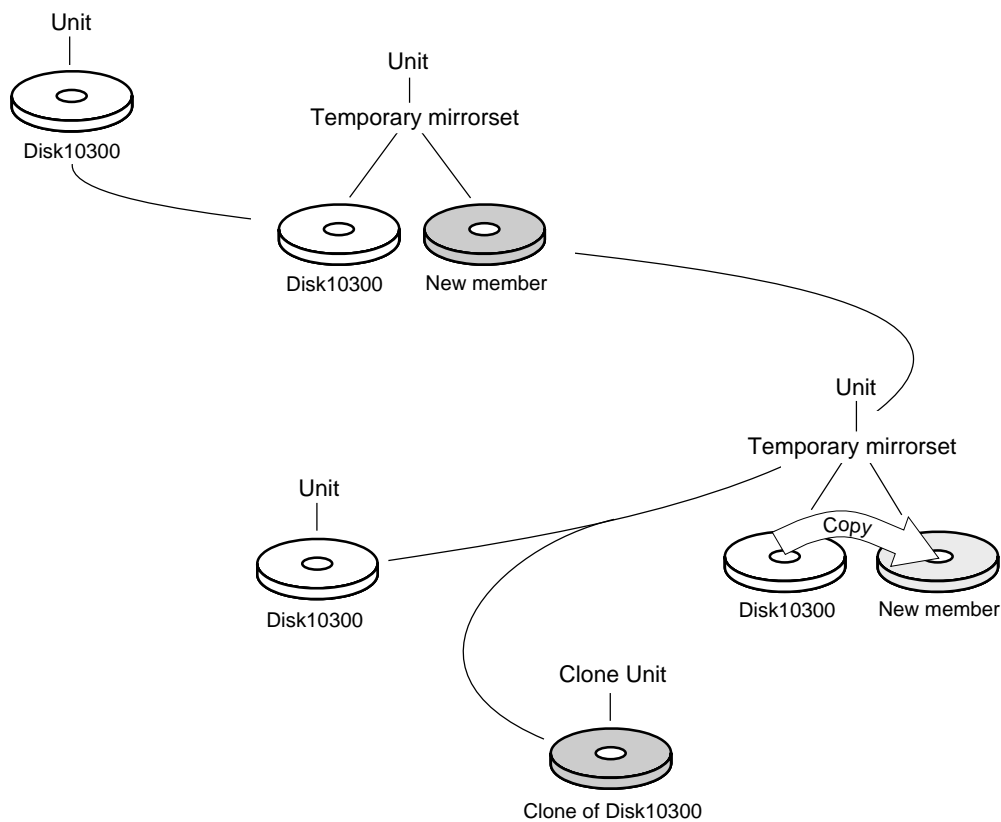 Unit
Disk10300
Unit
Temporary mirrorset
Disk10300
New member
Unit
Temporary mirrorset
Copy
Disk10300
New member
Unit
Disk10300
Clone Unit
Clone of Disk10300